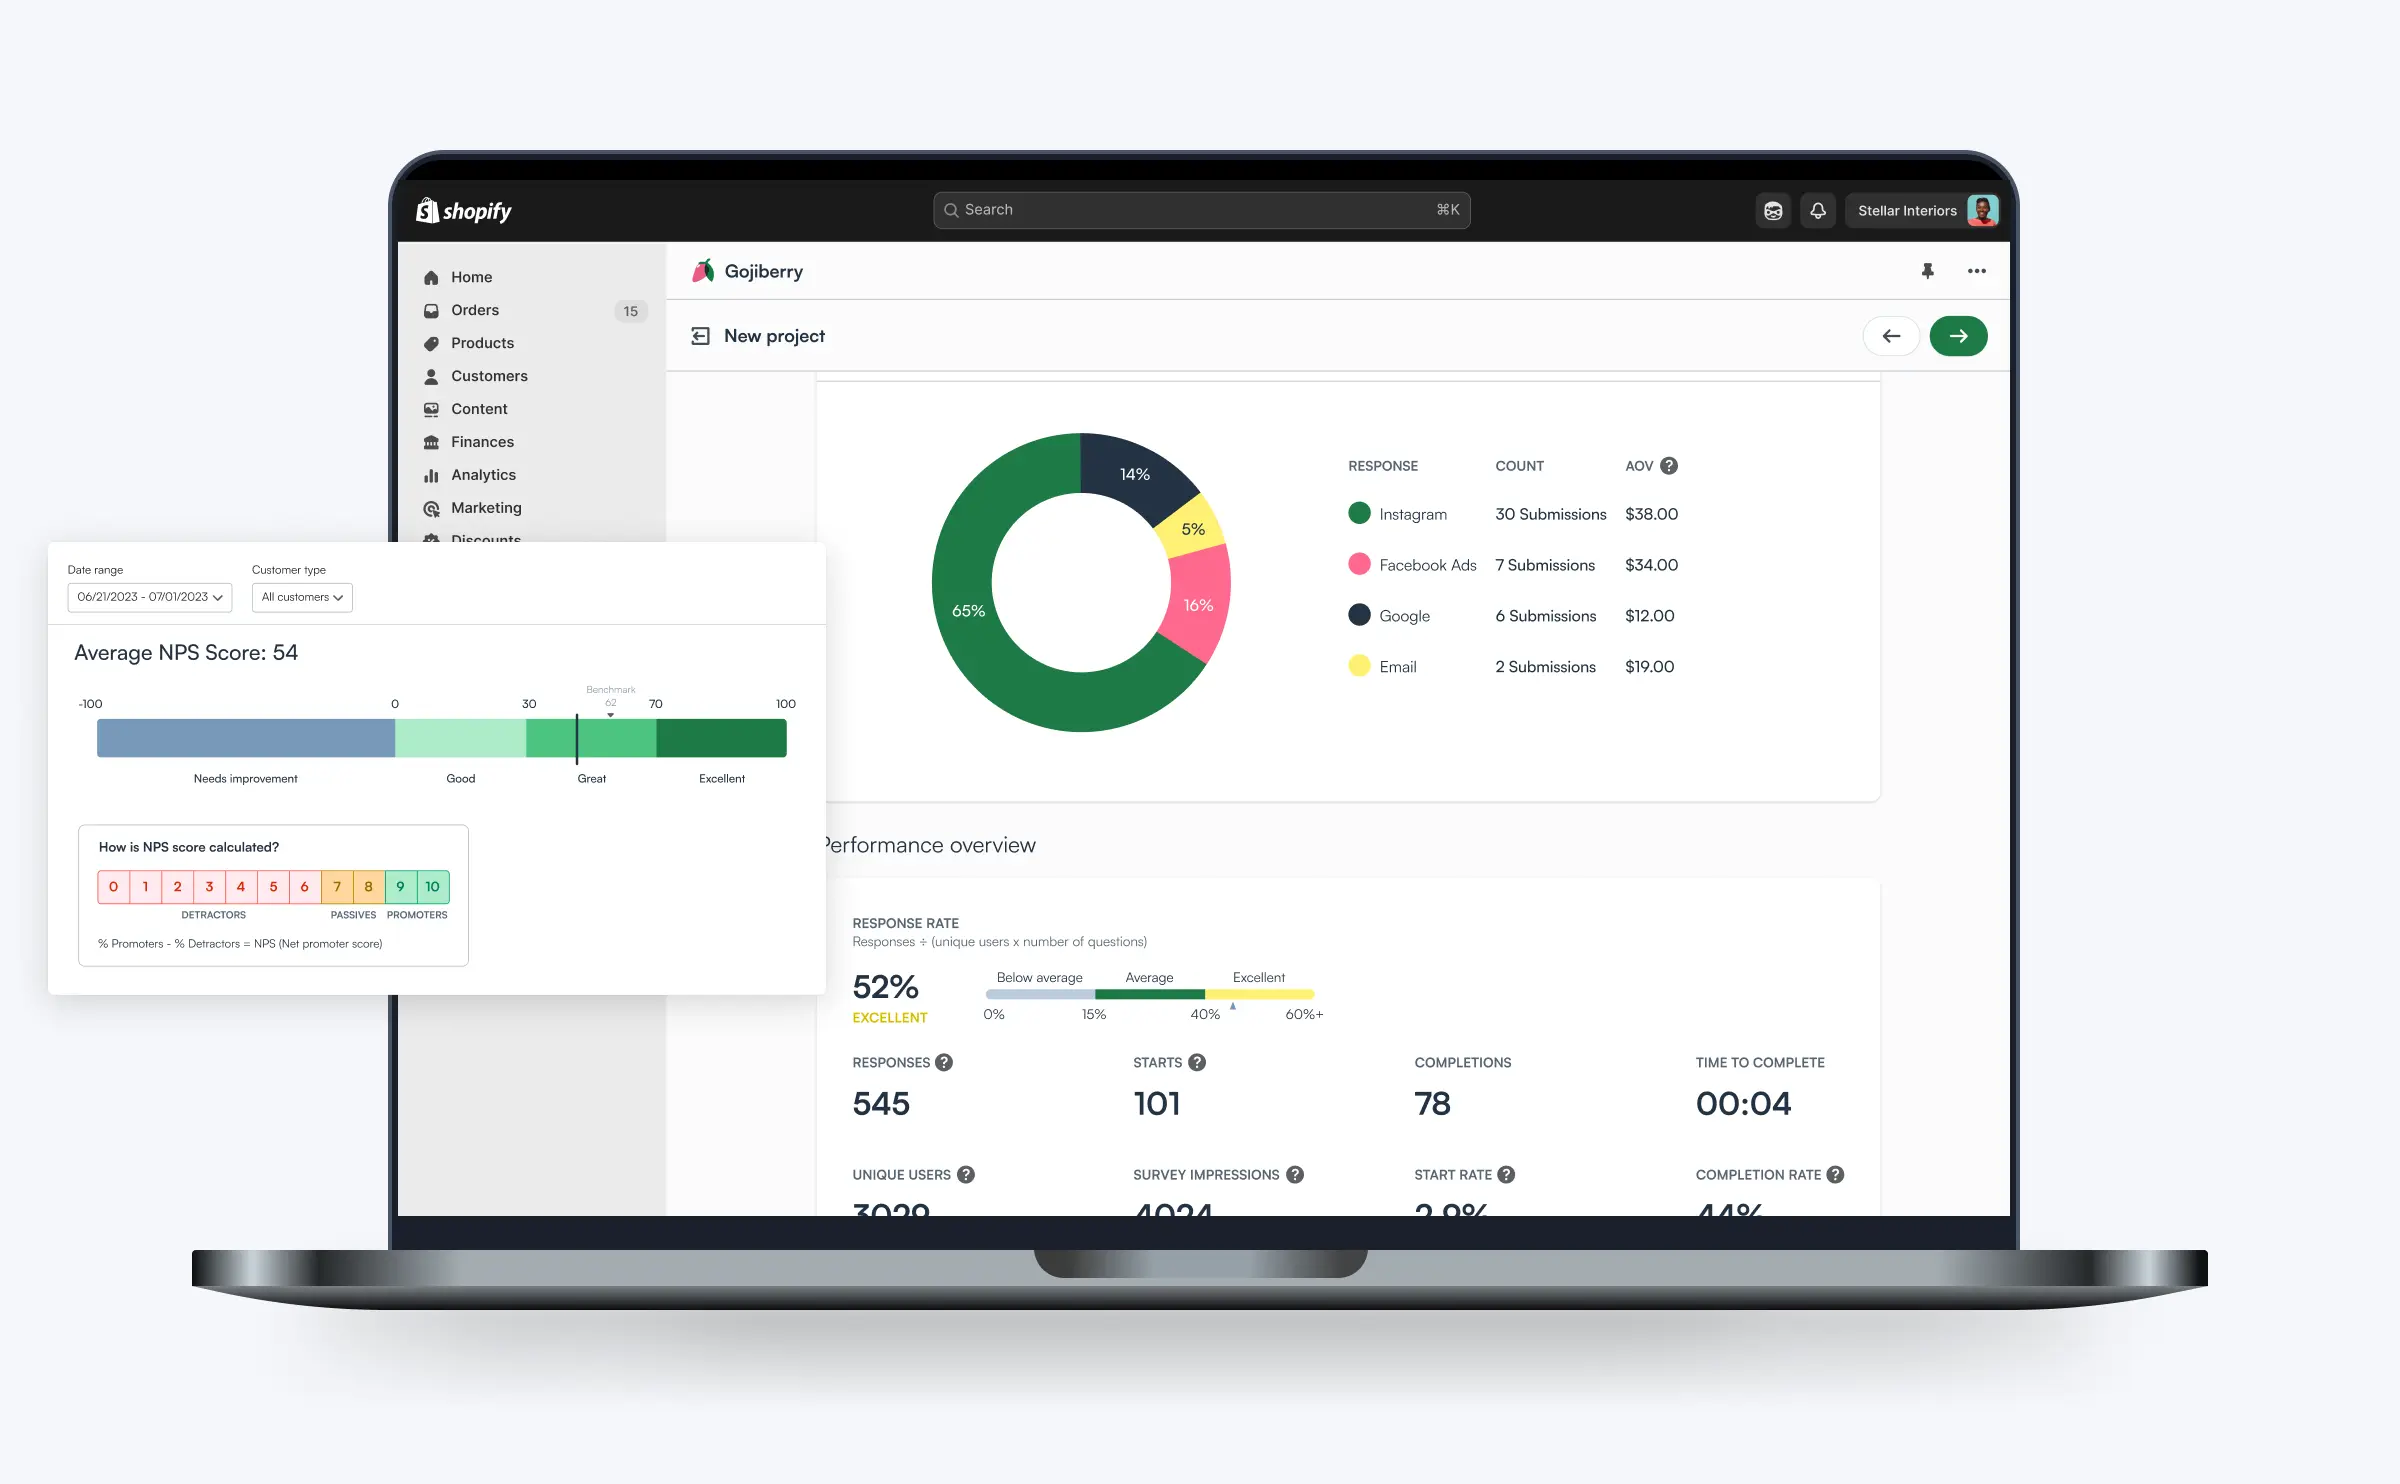 shopify
Search ⌘K
Stellar Interiors
Home
Orders 15
Products
Customers
Content
Finances
Analytics
Marketing
Discounts
Gojiberry
New project
14%
5%
16%
65%
RESPONSE COUNT AOV ?
Instagram 30 Submissions $38.00
Facebook Ads 7 Submissions $34.00
Google 6 Submissions $12.00
Email 2 Submissions $19.00
Date range Customer type
06/21/2023 - 07/01/2023 All customers
Average NPS Score: 54
Benchmark
-100 0 30 62 70 100
Needs improvement Good Great Excellent
How is NPS score calculated?
0 1 2 3 4 5 6 7 8 9 10
DETRACTORS PASSIVES PROMOTERS
% Promoters - % Detractors = NPS (Net promoter score)
Performance overview
RESPONSE RATE
Responses ÷ (unique users x number of questions)
52%
EXCELLENT
Below average Average Excellent
0% 15% 40% 60%+
RESPONSES ? STARTS ? COMPLETIONS TIME TO COMPLETE
545 101 78 00:04
UNIQUE USERS ? SURVEY IMPRESSIONS ? START RATE ? COMPLETION RATE ?
3029 4024 2.9% 44%